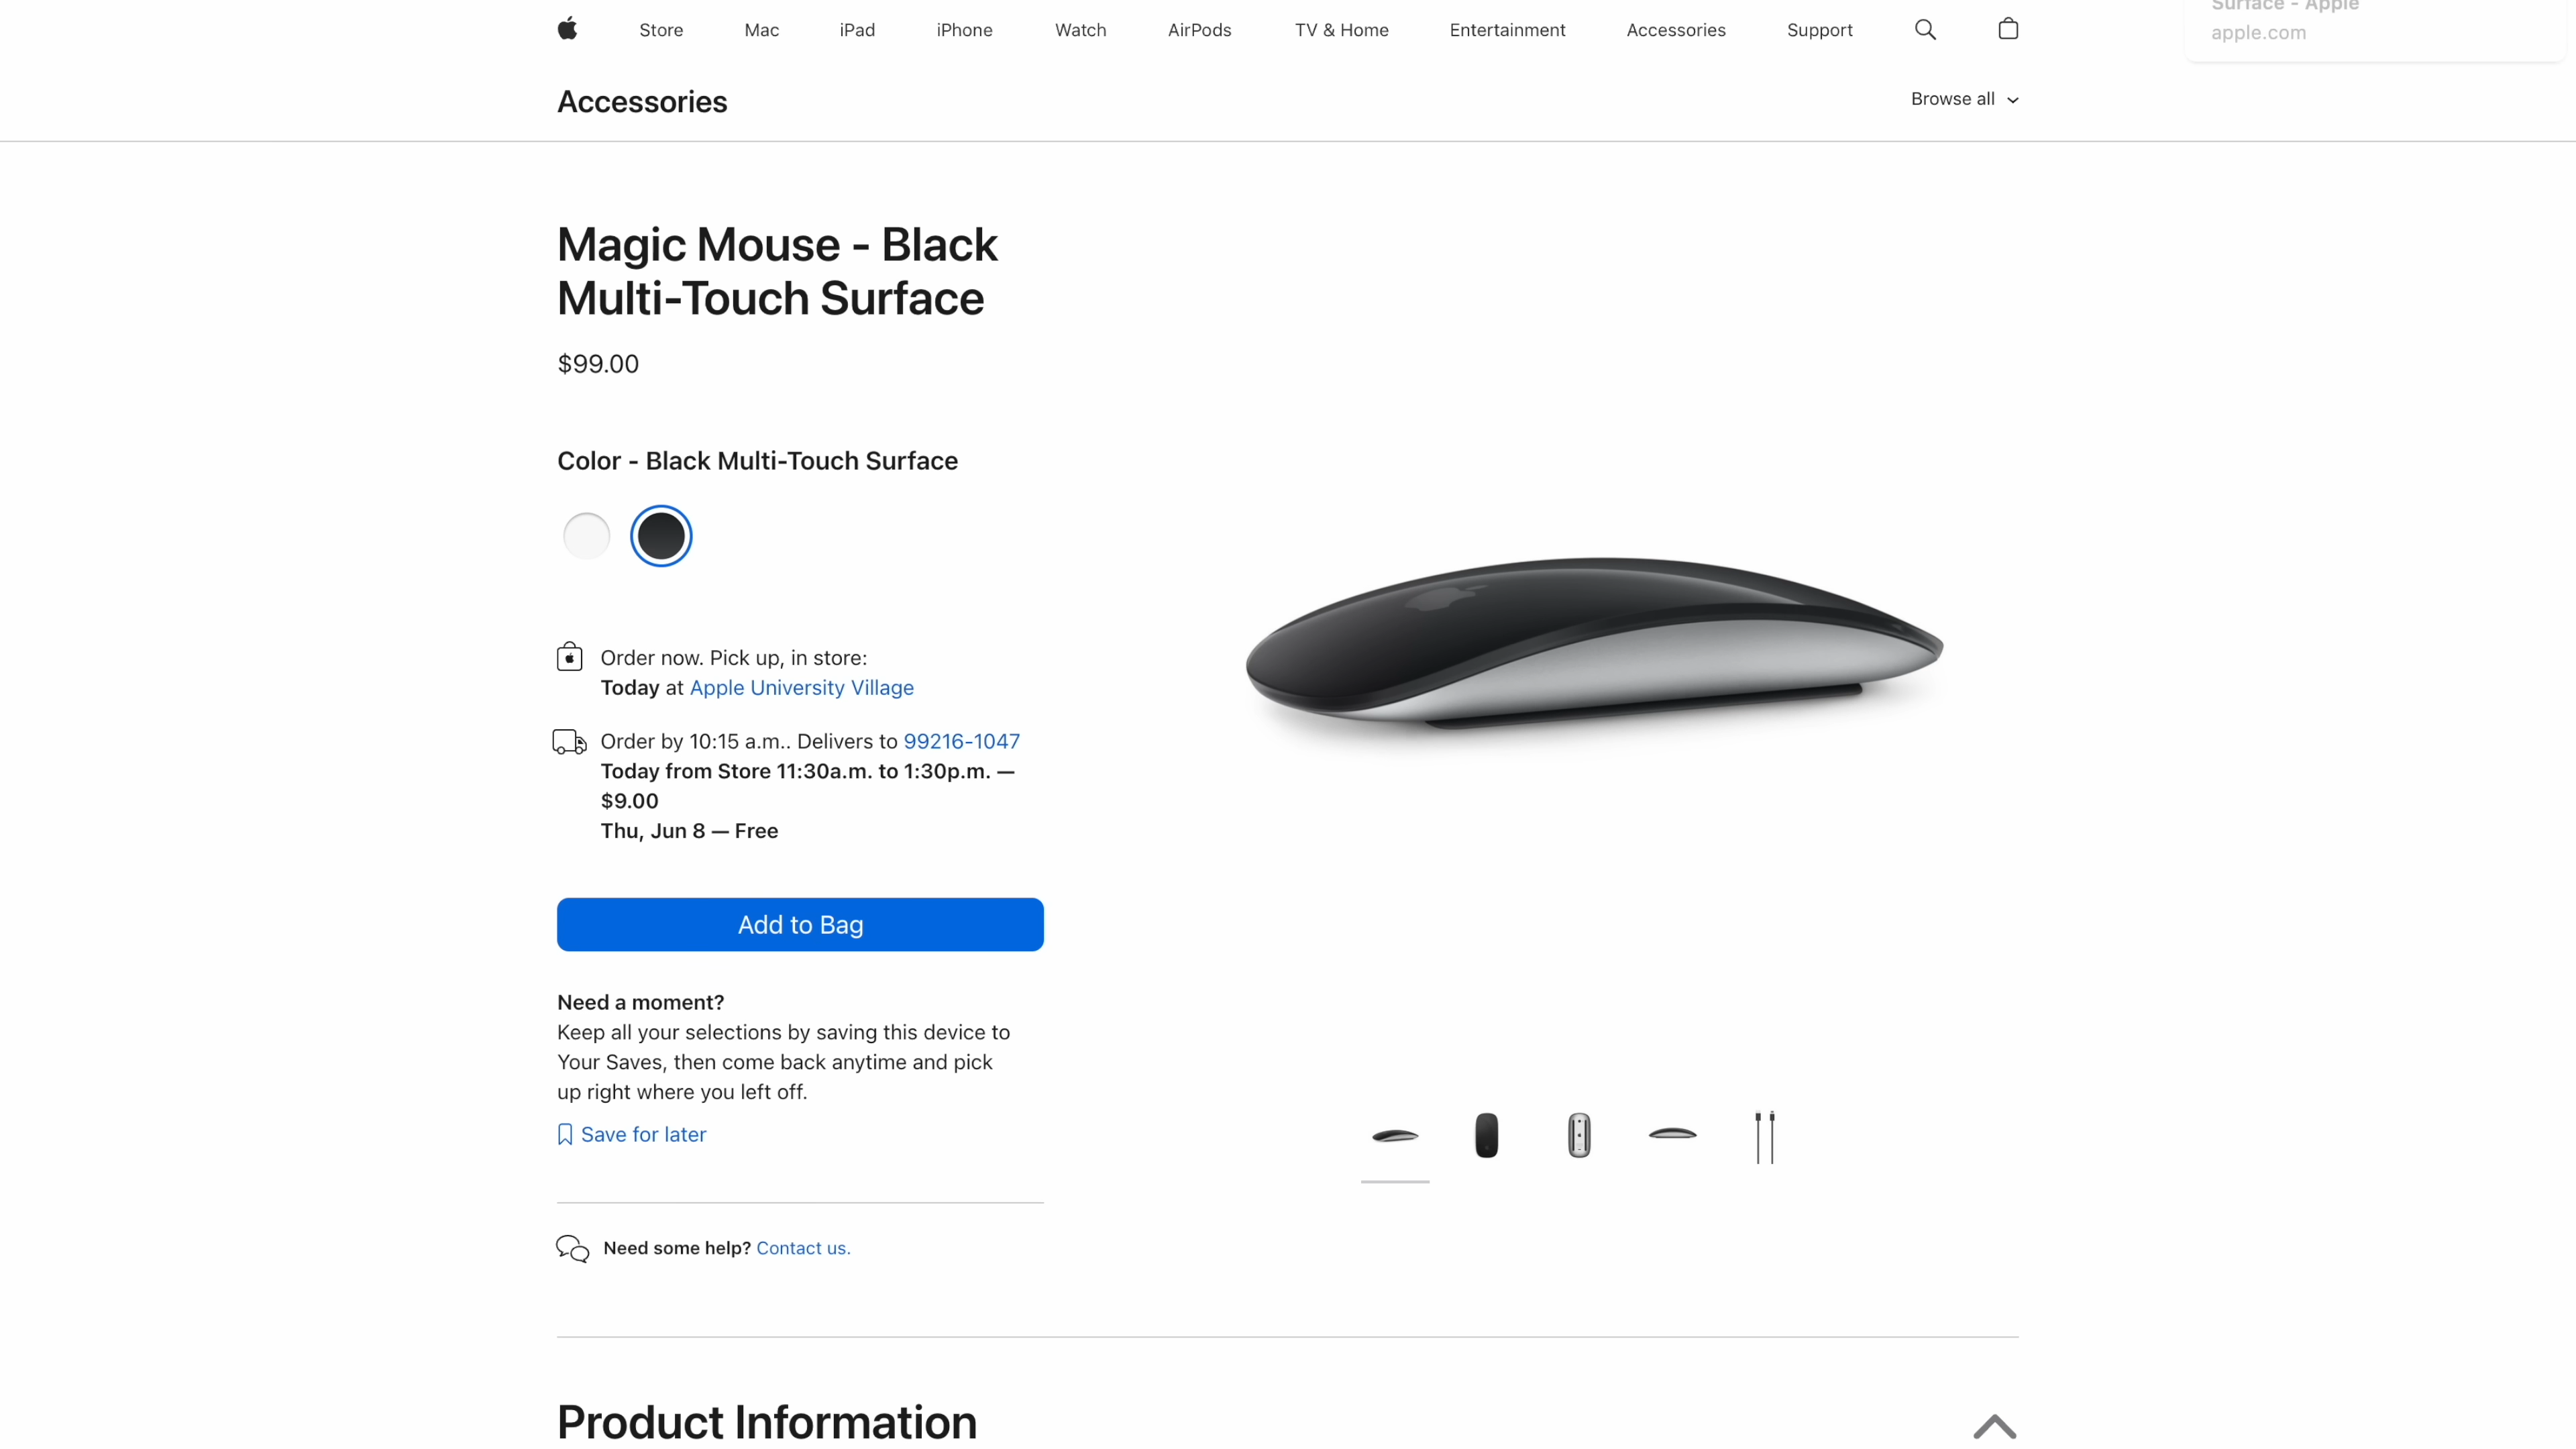 Store
Mac
iPad
iPhone
Watch
AirPods
TV & Home
Entertainment
Accessories
Support
Surface - Apple
apple.com
Accessories
Browse all
Magic Mouse - Black
Multi-Touch Surface
$99.00
Color - Black Multi-Touch Surface
Order now. Pick up, in store:
Today at Apple University Village
Order by 10:15 a.m.. Delivers to 99216-1047
Today from Store 11:30a.m. to 1:30p.m. —
$9.00
Thu, Jun 8 — Free
Add to Bag
Need a moment?
Keep all your selections by saving this device to
Your Saves, then come back anytime and pick
up right where you left off.
Save for later
Need some help? Contact us.
Product Information